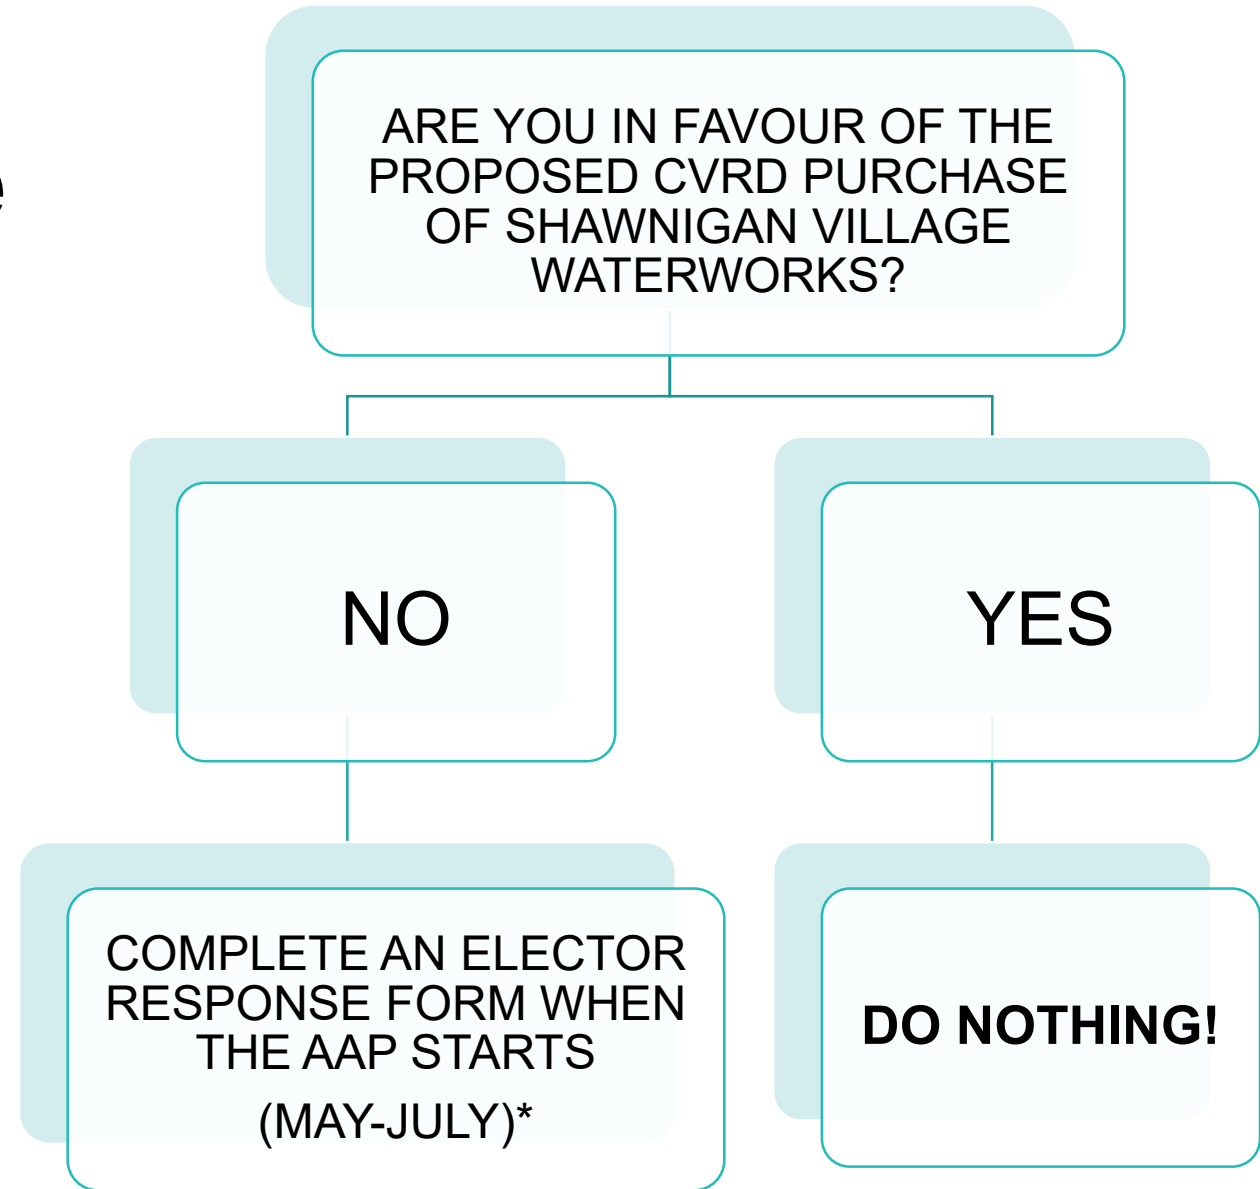 ARE YOU IN FAVOUR OF THE
PROPOSED CVRD PURCHASE
OF SHAWNIGAN VILLAGE
WATERWORKS?
NO
YES
COMPLETE AN ELECTOR
RESPONSE FORM WHEN
THE AAP STARTS
(MAY-JULY)*
DO NOTHING!